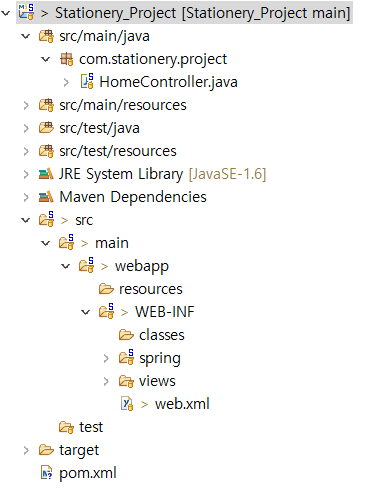 > Stationery_Project [Stationery_Project main]
src/main/java
com.stationery.project
HomeController.java
src/main/resources
src/test/java
src/test/resources
JRE System Library [JavaSE-1.6]
Maven Dependencies
> src
> main
> webapp
resources
> WEB-INF
classes
spring
views
> web.xml
test
target
pom.xml